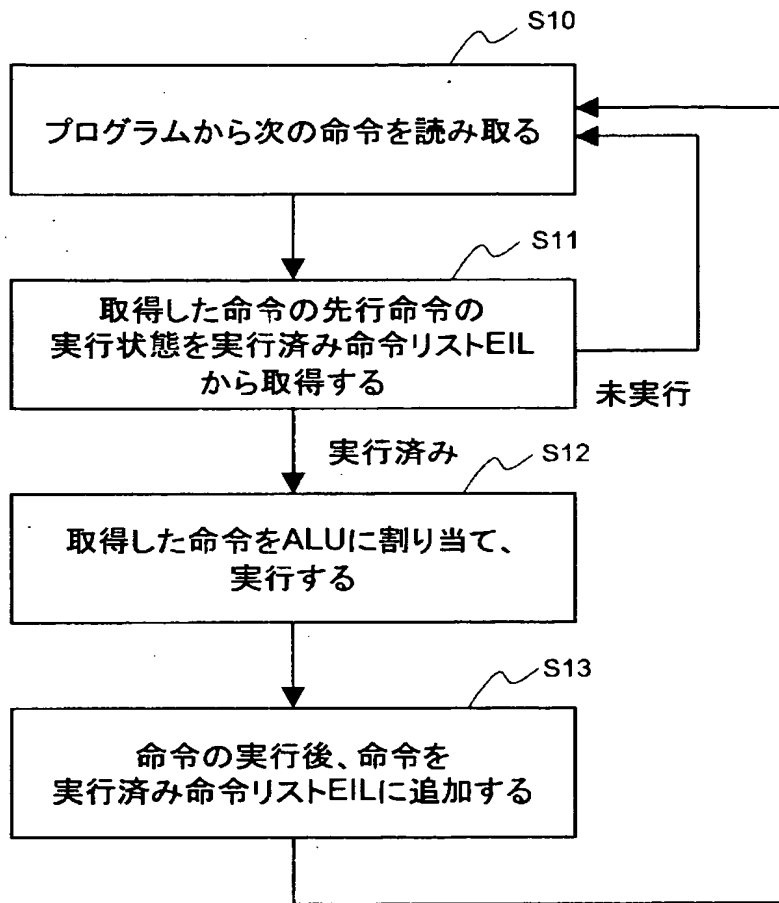 S10
プログラムから次の命令を読み取る
S11
取得した命令の先行命令の
実行状態を実行済み命令リストEIL
から取得する
未実行
実行済み
S12
取得した命令をALUに割り当て、
実行する
S13
命令の実行後、命令を
実行済み命令リストEILに追加する